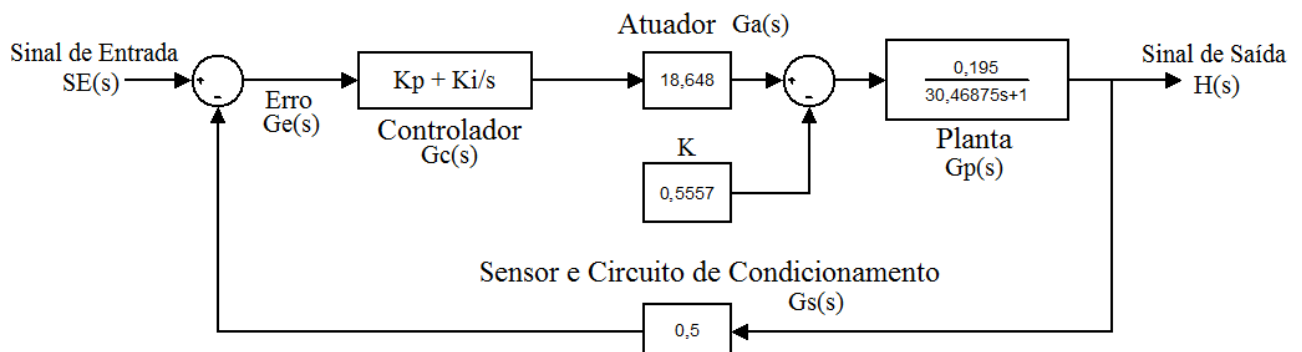 Sinal de Entrada
SE(s)
+
-
Erro
Ge(s)
Kp + Ki/s
Controlador
Gc(s)
Atuador Ga(s)
18,648
K
0,5557
+
-
0,195
30,46875s+1
Planta
Gp(s)
Sinal de Saída
H(s)
Sensor e Circuito de Condicionamento
Gs(s)
0,5